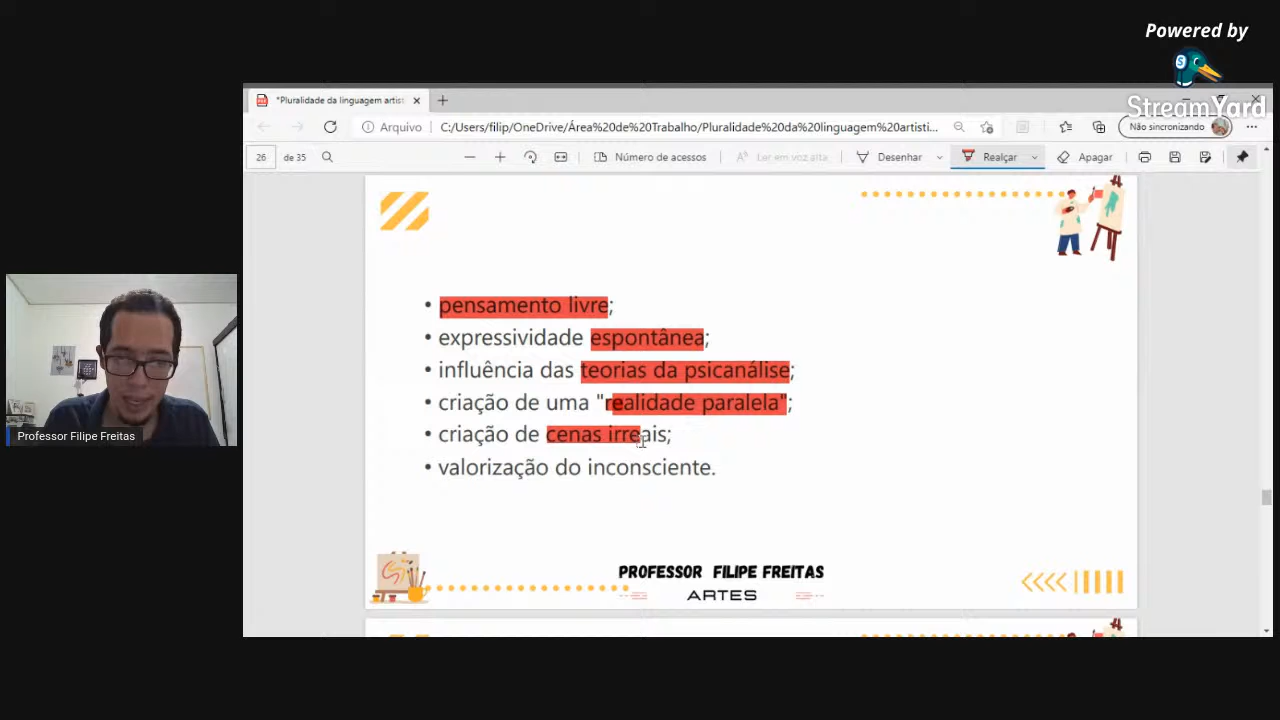 Powered by
StreamYard
*Pluralidade da linguagem artist
Arquivo
C:/Users/filip/OneDrive/Área%20de%20Trabalho/Pluralidade%20da%20linguagem%20artisti...
Não sincronizando
26 de 35
Número de acessos
Ler em voz alta
Desenhar
Realçar
Apagar
• pensamento livre;
• expressividade espontânea;
• influência das teorias da psicanálise;
• criação de uma "realidade paralela";
• criação de cenas irreais;
• valorização do inconsciente.
Professor Filipe Freitas
PROFESSOR FILIPE FREITAS
ARTES